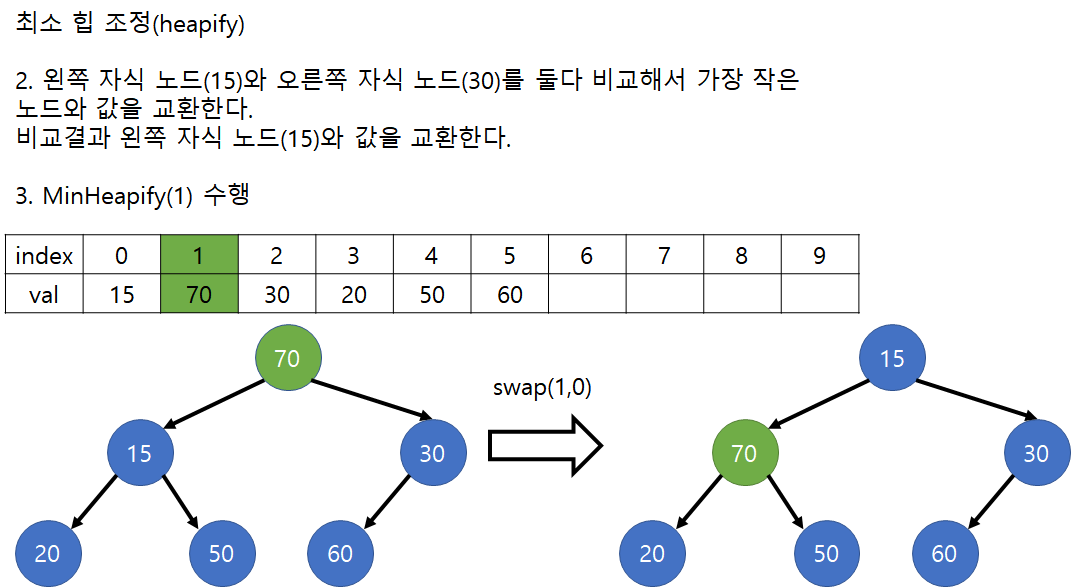 최소 힙 조정(heapify)
2. 왼쪽 자식 노드(15)와 오른쪽 자식 노드(30)를 둘다 비교해서 가장 작은
노드와 값을 교환한다.
비교결과 왼쪽 자식 노드(15)와 값을 교환한다.
3. MinHeapify(1) 수행
index 0 1 2 3 4 5 6 7 8 9
val 15 70 30 20 50 60
70
15 30
20 50 60
swap(1,0)
15
70 30
20 50 60